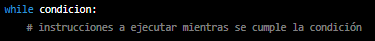 while condicion:
    # instrucciones a ejecutar mientras se cumple la condición